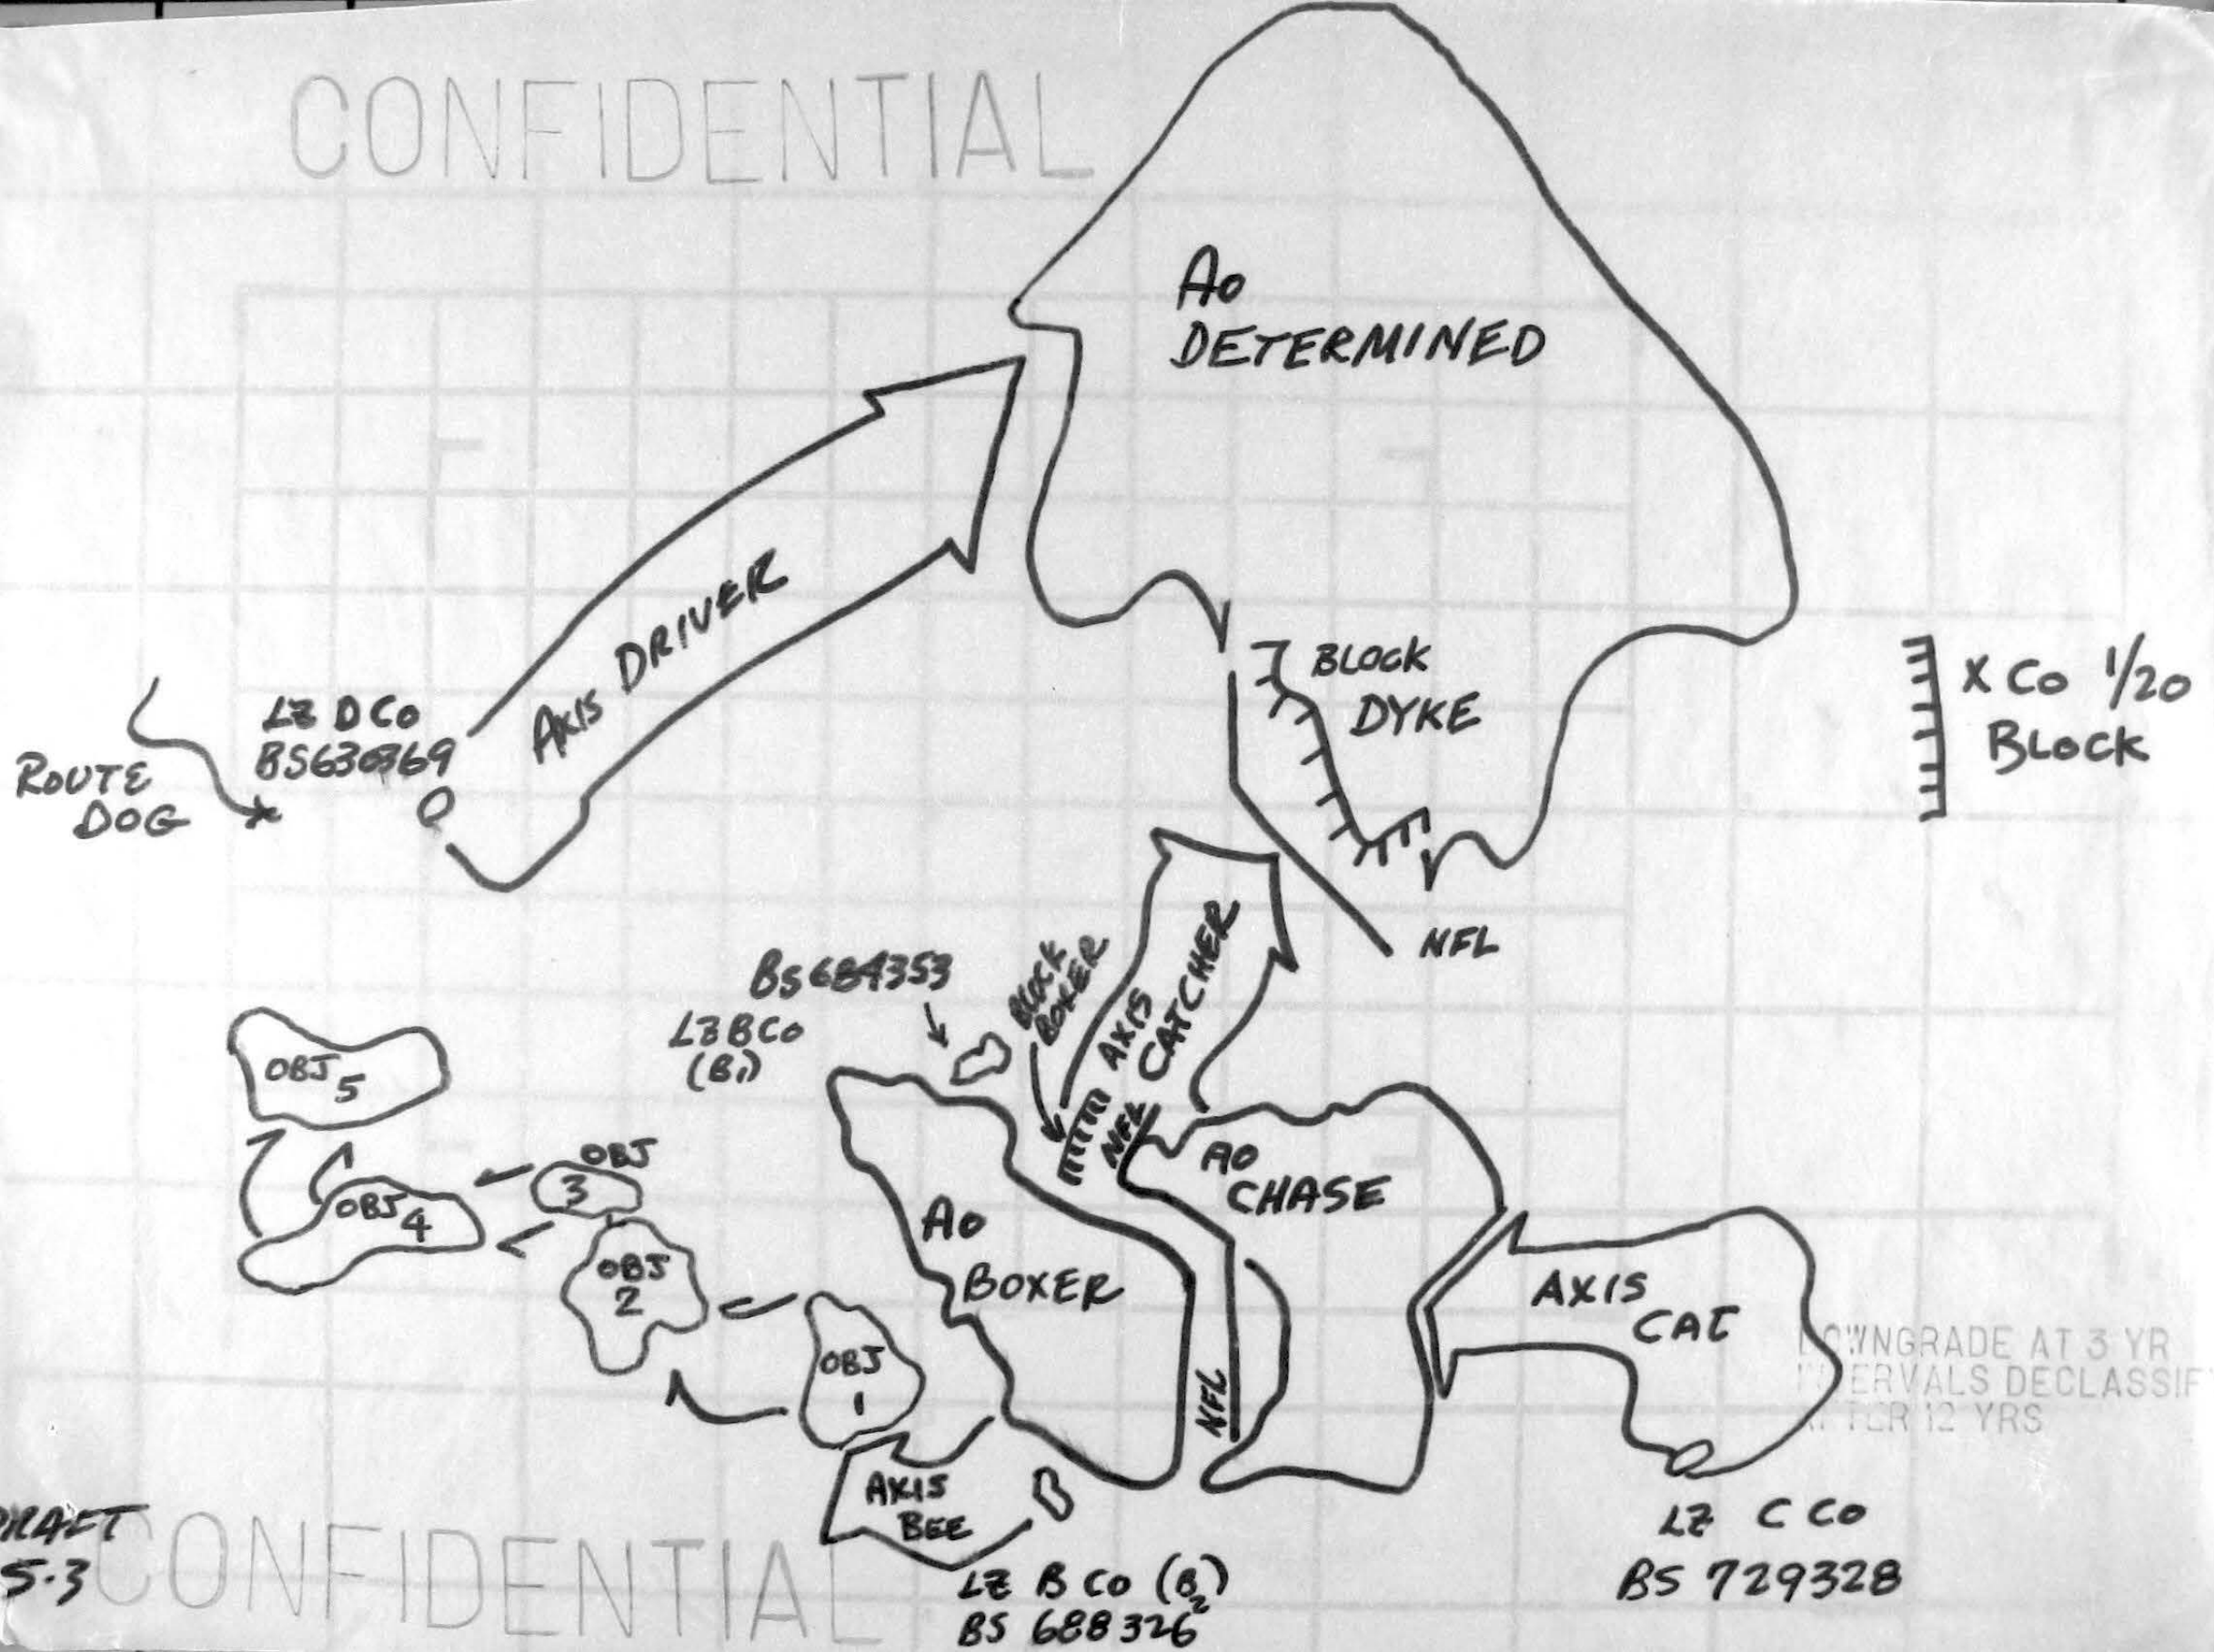 CONFIDENTIAL
AO
DETERMINED
AXIS DRIVER
BLOCK
DYKE
X CO 1/20
BLOCK
LZ D CO
BS630369
ROUTE
DOG
NFL
BS684353
LZ B CO
(B1)
BLOCK
BOXER
AXIS
CATCHER
NFL
OBJ 5
OBJ
3
OBJ 4
OBJ
2
OBJ
1
AO
BOXER
AO
CHASE
AXIS
CAT
NFL
DOWNGRADE AT 3 YR
INTERVALS DECLASSIF
AFTER 12 YRS
AXIS
BEE
LZ B CO (B2)
BS 688326
LZ C CO
BS 729328
DRAFT
5-3
CONFIDENTIAL